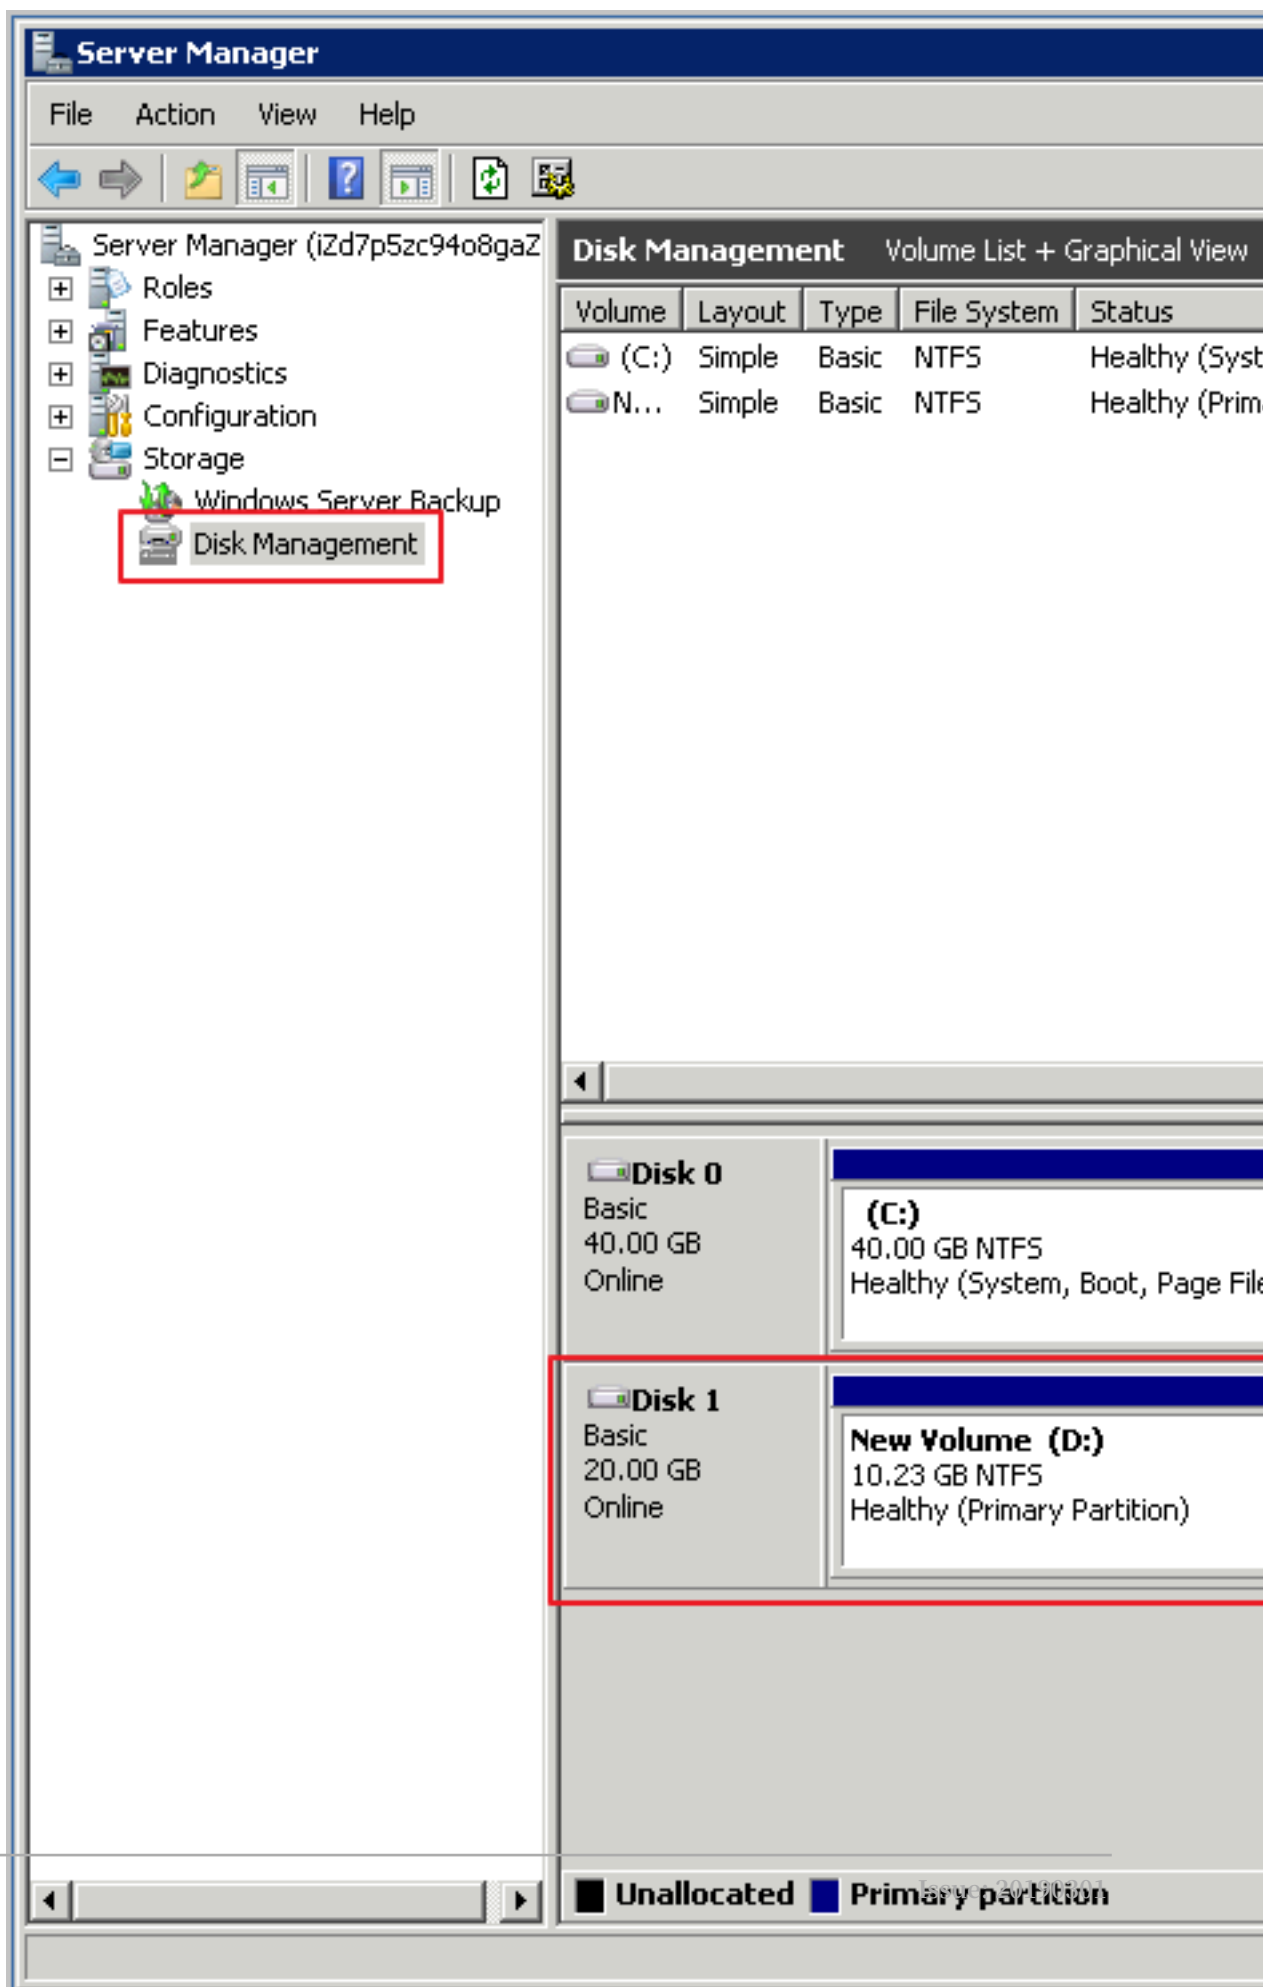 Server Manager
File Action View Help
Server Manager (iZd7p5zc94o8gaZ
Roles
Features
Diagnostics
Configuration
Storage
Windows Server Backup
Disk Management
Disk Management Volume List + Graphical View
Volume Layout Type File System Status
(C:) Simple Basic NTFS Healthy (Syst
N... Simple Basic NTFS Healthy (Prim
Disk 0
Basic
40.00 GB
Online
(C:)
40.00 GB NTFS
Healthy (System, Boot, Page File
Disk 1
Basic
20.00 GB
Online
New Volume (D:)
10.23 GB NTFS
Healthy (Primary Partition)
Unallocated Primary partition
Issue: 20190301